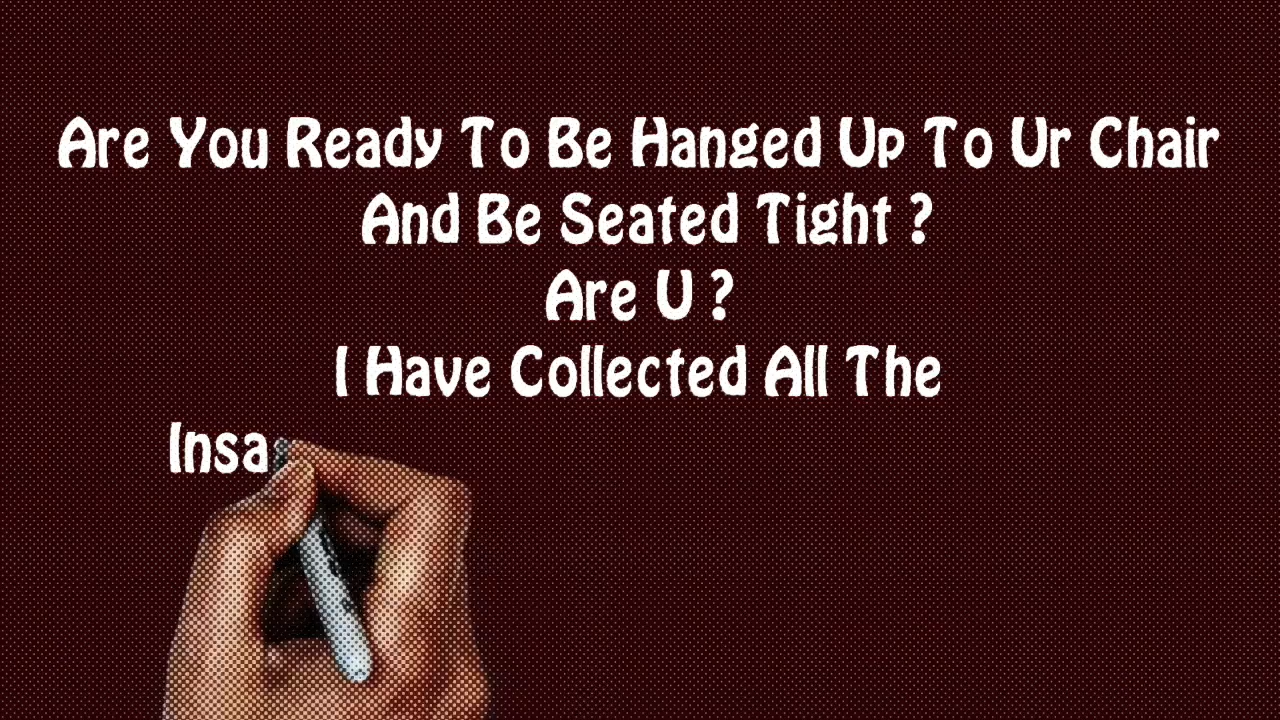 Are You Ready To Be Hanged Up To Ur Chair
And Be Seated Tight ?
Are U ?
I Have Collected All The
Insa